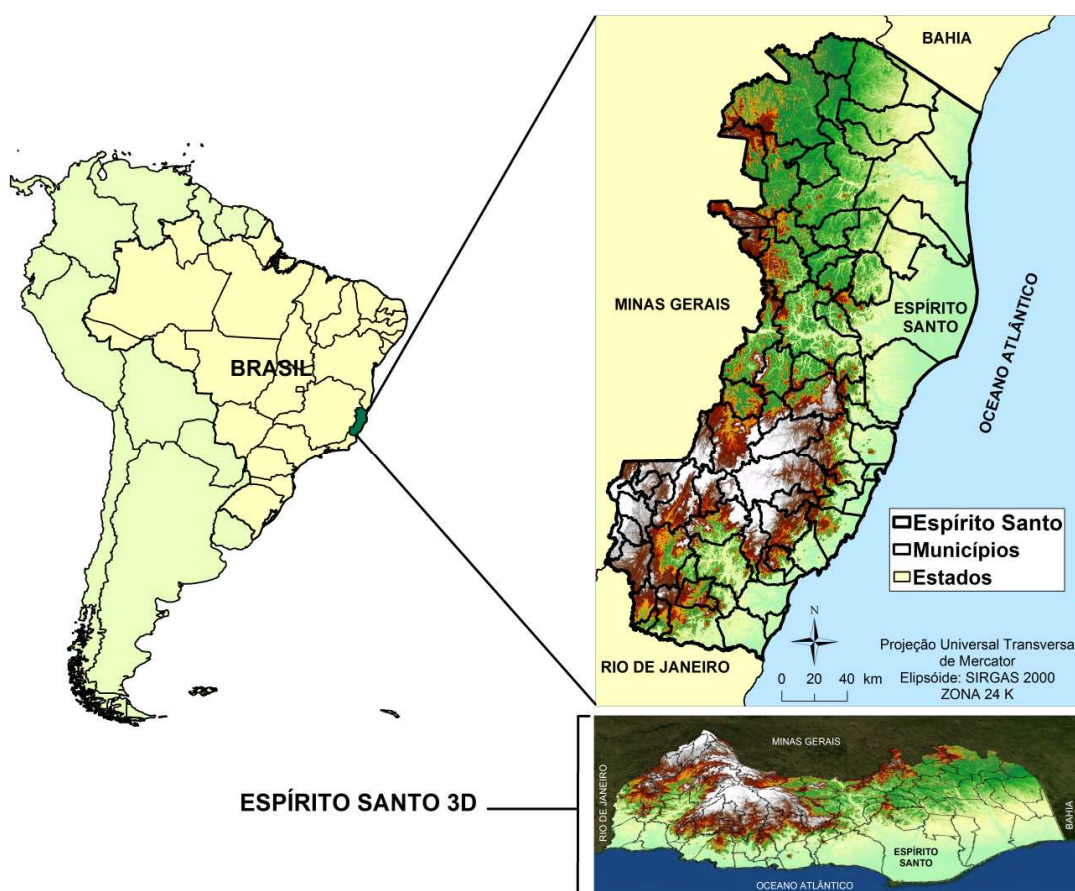 BRASIL
BAHIA
MINAS GERAIS
ESPÍRITO
SANTO
OCEANO ATLÂNTICO
Espírito Santo
Municípios
Estados
N
RIO DE JANEIRO
0 20 40 km
Projeção Universal Transversa
de Mercator
Elipsóide: SIRGAS 2000
ZONA 24 K
ESPÍRITO SANTO 3D
MINAS GERAIS
RIO DE JANEIRO
BAHIA
ESPÍRITO
SANTO
OCEANO ATLÂNTICO